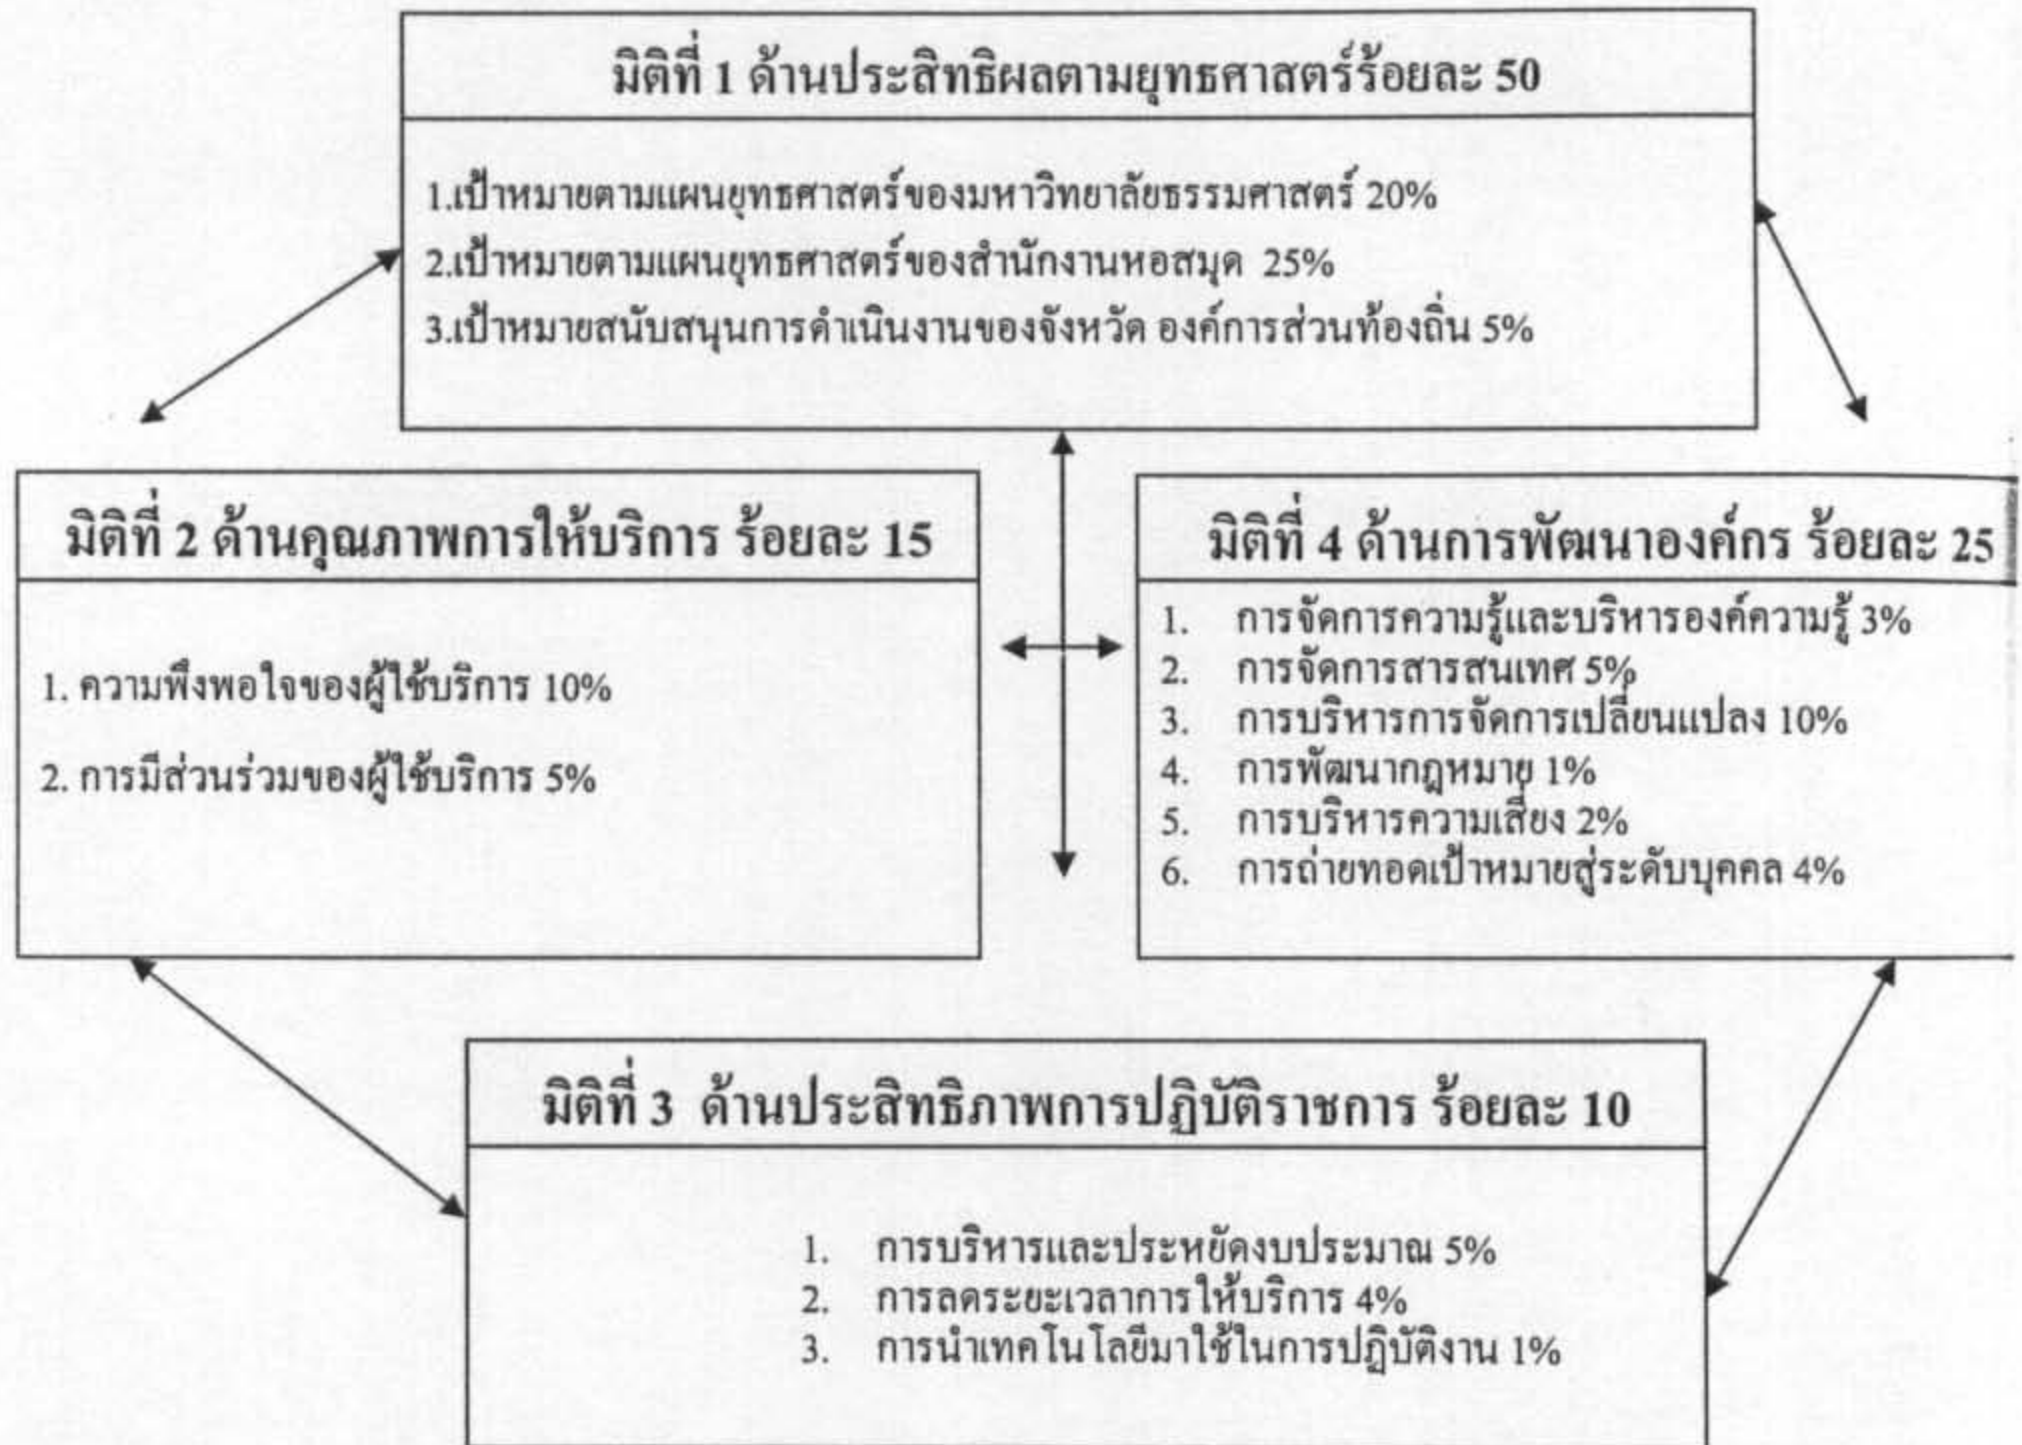 มิติที่ 1 ด้านประสิทธิผลตามยุทธศาสตร์ร้อยละ 50
1.เป้าหมายตามแผนยุทธศาสตร์ของมหาวิทยาลัยธรรมศาสตร์ 20%
2.เป้าหมายตามแผนยุทธศาสตร์ของสำนักงานหอสมุด 25%
3.เป้าหมายสนับสนุนการดำเนินงานของจังหวัด องค์การส่วนท้องถิ่น 5%
มิติที่ 2 ด้านคุณภาพการให้บริการ ร้อยละ 15
1. ความพึงพอใจของผู้ใช้บริการ 10%
2. การมีส่วนร่วมของผู้ใช้บริการ 5%
มิติที่ 4 ด้านการพัฒนาองค์กร ร้อยละ 25
1. การจัดการความรู้และบริหารองค์ความรู้ 3%
2. การจัดการสารสนเทศ 5%
3. การบริหารการจัดการเปลี่ยนแปลง 10%
4. การพัฒนากฎหมาย 1%
5. การบริหารความเสี่ยง 2%
6. การถ่ายทอดเป้าหมายสู่ระดับบุคคล 4%
มิติที่ 3 ด้านประสิทธิภาพการปฏิบัติราชการ ร้อยละ 10
1. การบริหารและประหยัดงบประมาณ 5%
2. การลดระยะเวลาการให้บริการ 4%
3. การนำเทคโนโลยีมาใช้ในการปฏิบัติงาน 1%